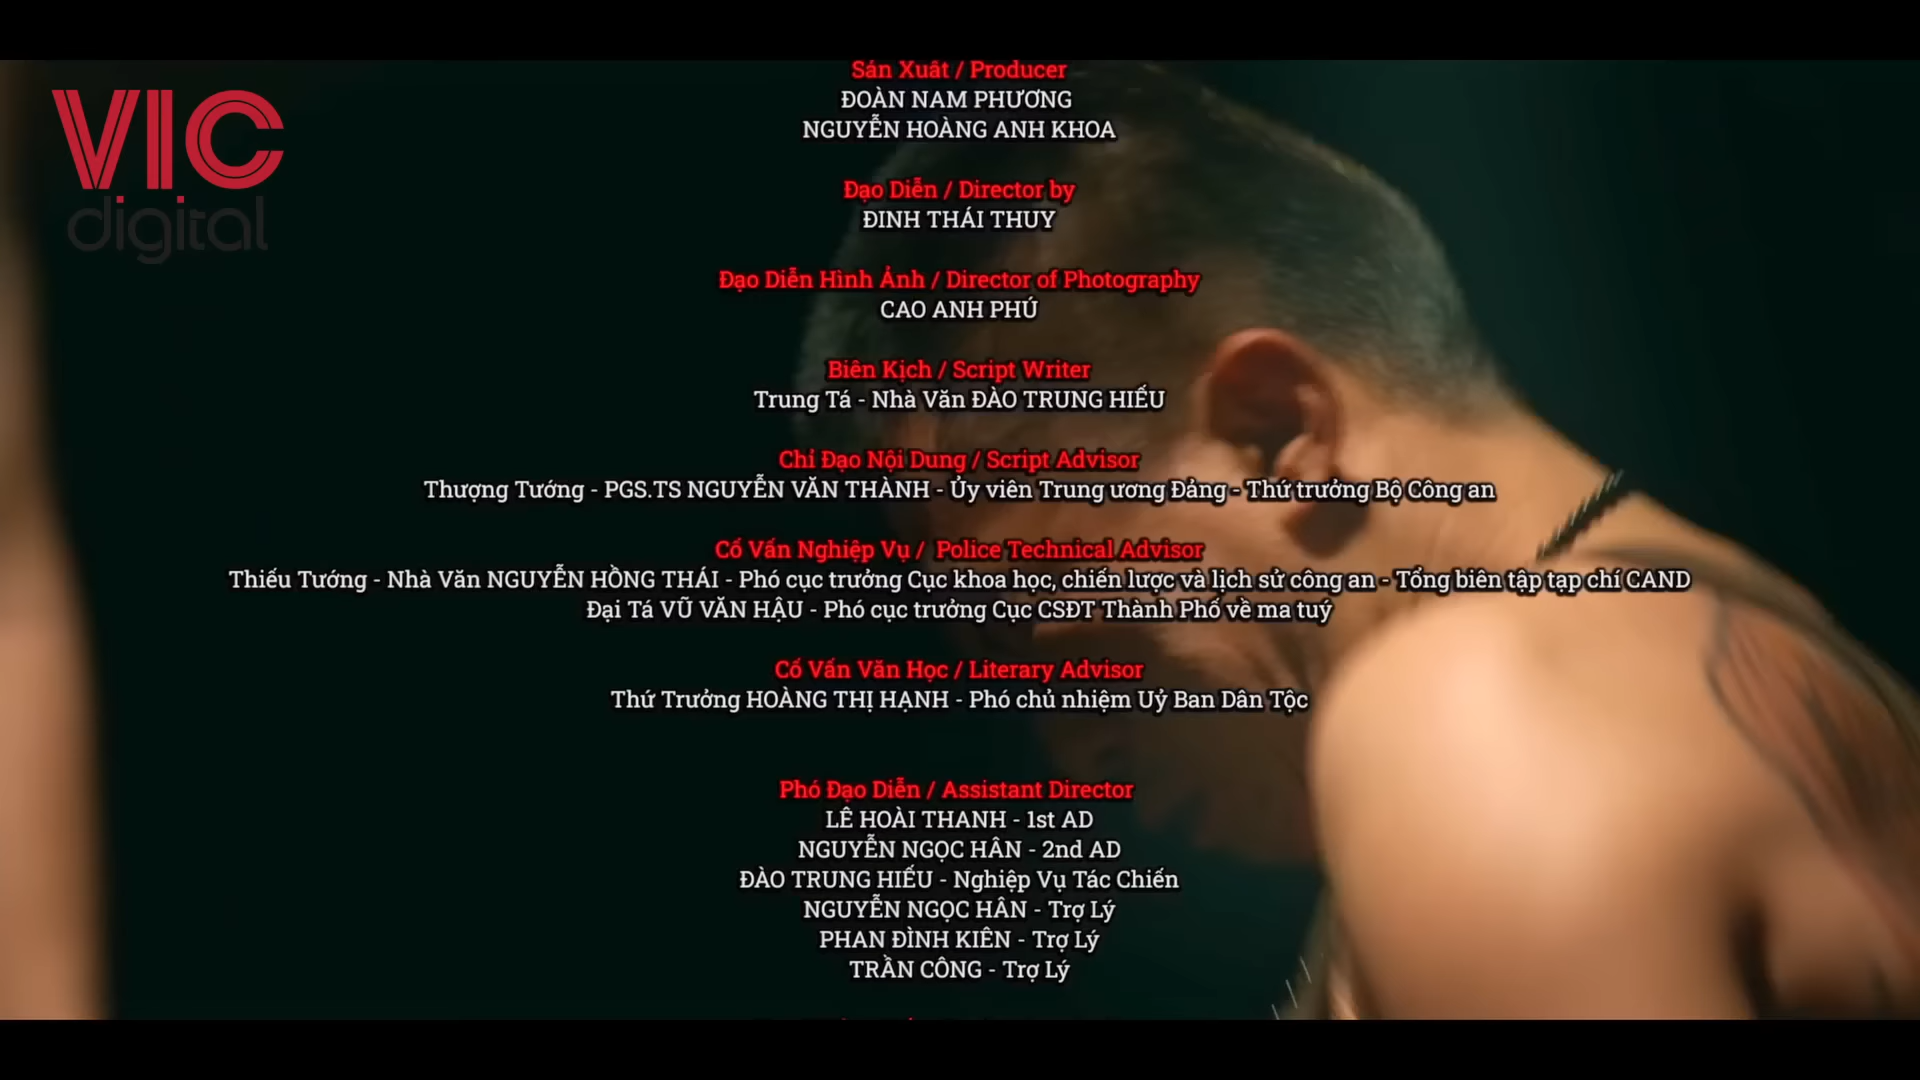 VIC
digital
Sản Xuất / Producer
ĐOÀN NAM PHƯƠNG
NGUYỄN HOÀNG ANH KHOA
Đạo Diễn / Director by
ĐINH THÁI THUY
Đạo Diễn Hình Ảnh / Director of Photography
CAO ANH PHÚ
Biên Kịch / Script Writer
Trung Tá - Nhà Văn ĐÀO TRUNG HIẾU
Chỉ Đạo Nội Dung / Script Advisor
Thượng Tướng - PGS.TS NGUYỄN VĂN THÀNH - Ủy viên Trung ương Đảng - Thứ trưởng Bộ Công an
Cố Vấn Nghiệp Vụ / Police Technical Advisor
Thiếu Tướng - Nhà Văn NGUYỄN HỒNG THÁI - Phó cục trưởng Cục khoa học, chiến lược và lịch sử công an - Tổng biên tập tạp chí CAND
Đại Tá VŨ VĂN HẬU - Phó cục trưởng Cục CSĐT Thành Phố về ma tuý
Cố Vấn Văn Học / Literary Advisor
Thứ Trưởng HOÀNG THỊ HẠNH - Phó chủ nhiệm Uỷ Ban Dân Tộc
Phó Đạo Diễn / Assistant Director
LÊ HOÀI THANH - 1st AD
NGUYỄN NGỌC HÂN - 2nd AD
ĐÀO TRUNG HIẾU - Nghiệp Vụ Tác Chiến
NGUYỄN NGỌC HÂN - Trợ Lý
PHAN ĐÌNH KIÊN - Trợ Lý
TRẦN CÔNG - Trợ Lý